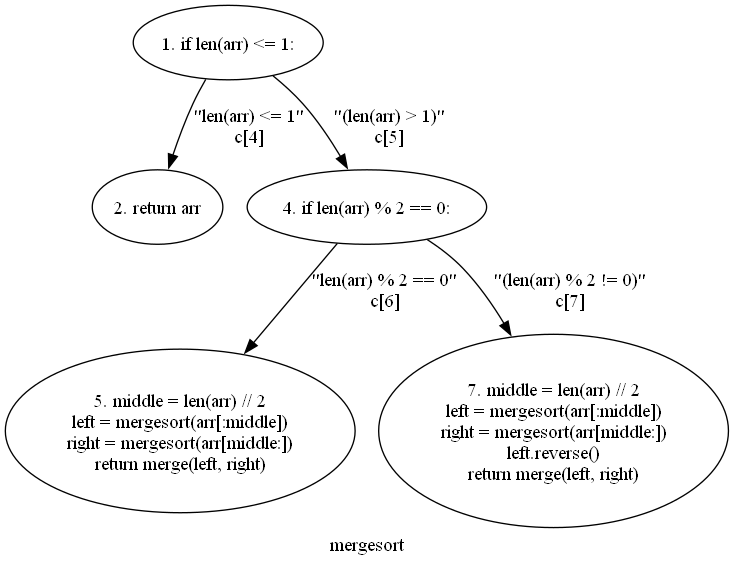 1. if len(arr) <= 1:
"len(arr) <= 1"
c[4]
"(len(arr) > 1)"
c[5]
2. return arr
4. if len(arr) % 2 == 0:
"len(arr) % 2 == 0"
c[6]
"(len(arr) % 2 != 0)"
c[7]
5. middle = len(arr) // 2
left = mergesort(arr[:middle])
right = mergesort(arr[middle:])
return merge(left, right)
7. middle = len(arr) // 2
left = mergesort(arr[:middle])
right = mergesort(arr[middle:])
left.reverse()
return merge(left, right)
mergesort